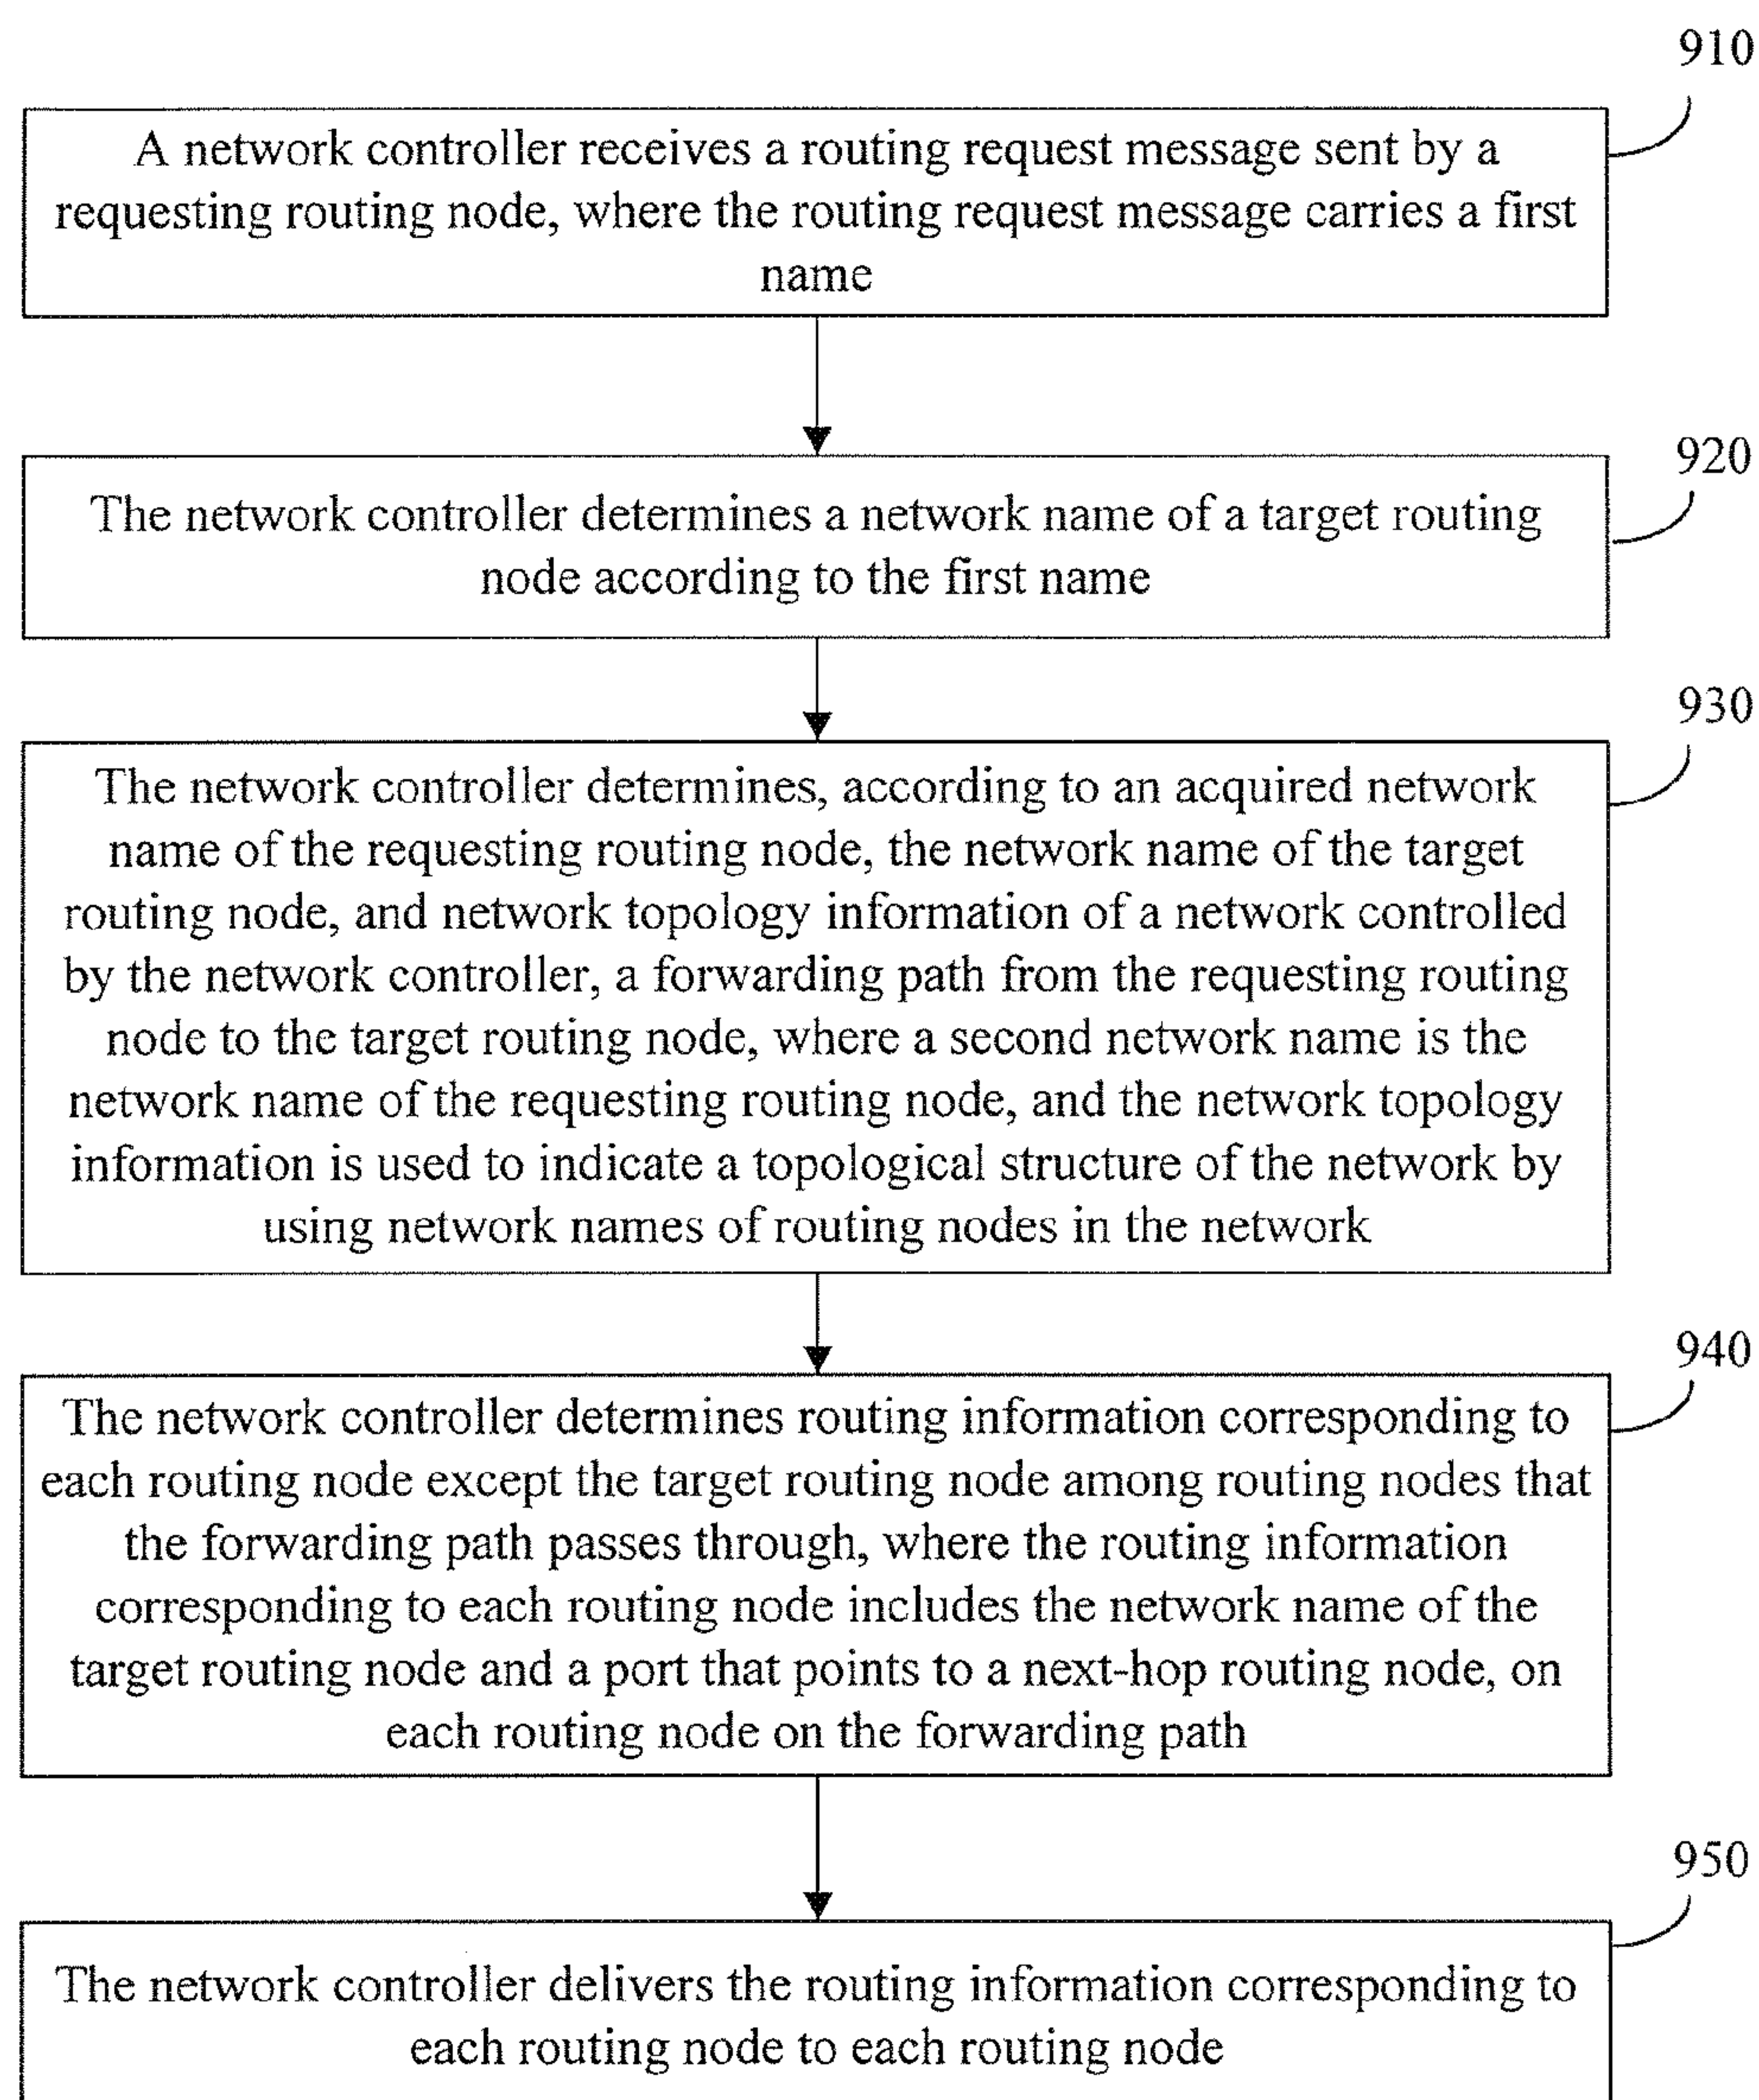 910
A network controller receives a routing request message sent by a
requesting routing node, where the routing request message carries a first
name
920
The network controller determines a network name of a target routing
node according to the first name
930
The network controller determines, according to an acquired network
name of the requesting routing node, the network name of the target
routing node, and network topology information of a network controlled
by the network controller, a forwarding path from the requesting routing
node to the target routing node, where a second network name is the
network name of the requesting routing node, and the network topology
information is used to indicate a topological structure of the network by
using network names of routing nodes in the network
940
The network controller determines routing information corresponding to
each routing node except the target routing node among routing nodes that
the forwarding path passes through, where the routing information
corresponding to each routing node includes the network name of the
target routing node and a port that points to a next-hop routing node, on
each routing node on the forwarding path
950
The network controller delivers the routing information corresponding to
each routing node to each routing node